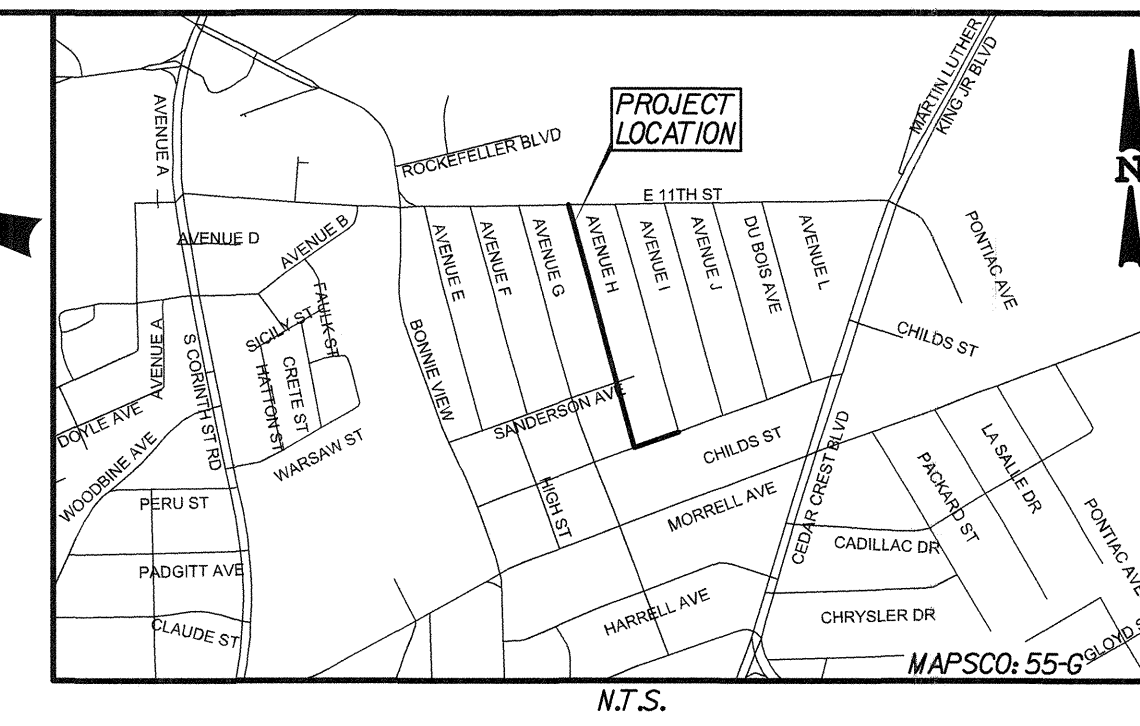 MARTIN LUTHER
KING JR BLVD
PROJECT
LOCATION
AVENUE A
ROCKEFELLER BLVD
N
E 11TH ST
AVENUE D
AVENUE B
AVENUE E
AVENUE F
AVENUE G
AVENUE H
AVENUE I
AVENUE J
DU BOIS AVE
AVENUE L
PONTIAC AVE
FAULK ST
SICILY ST
AVENUE A
S CORINTH ST RD
HATTON ST
CRETE ST
BONNIE VIEW
CHILDS ST
DOYLE AVE
SANDERSON AVE
WOODBINE AVE
WARSAW ST
CHILDS ST
CEDAR CREST BLVD
LA SALLE DR
PACKARD ST
PERU ST
HIGH ST
MORRELL AVE
PONTIAC AVE
CADILLAC DR
PADGITT AVE
HARRELL AVE
CHRYSLER DR
CLAUDE ST
GLOYD S
MAPSCO: 55-G
N.T.S.